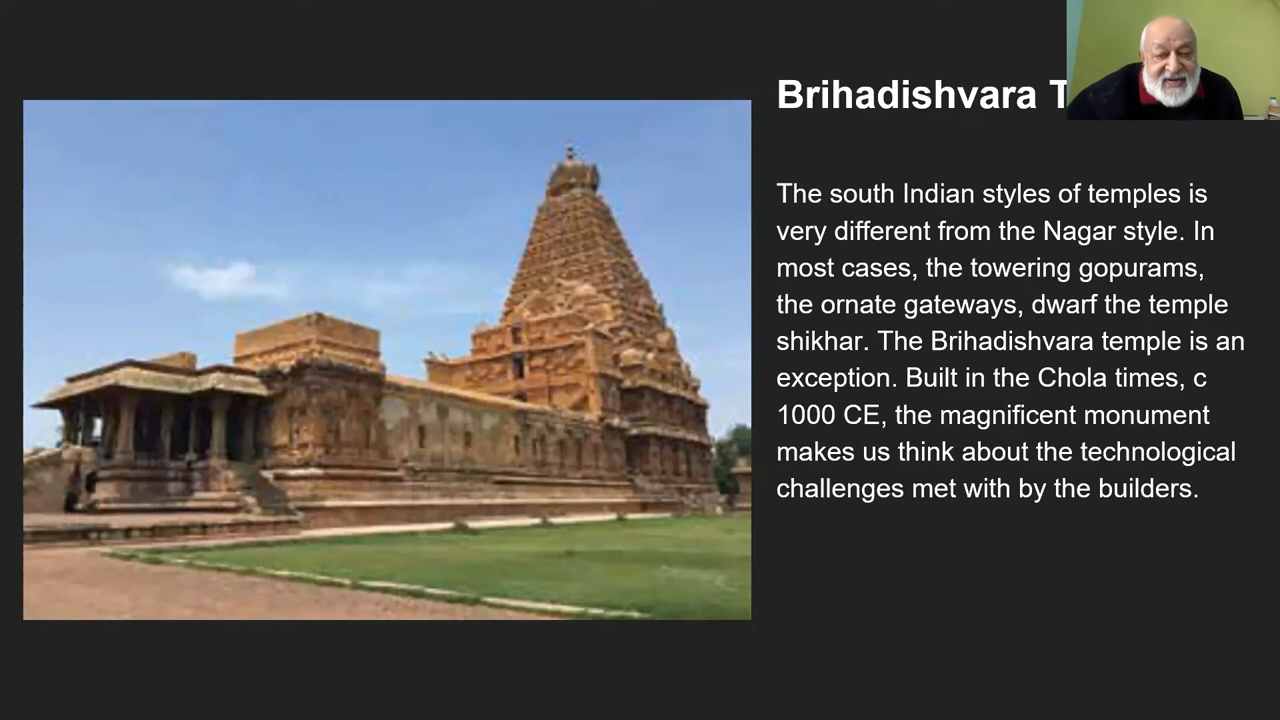 Brihadishvara
The south Indian styles of temples is
very different from the Nagar style. In
most cases, the towering gopurams,
the ornate gateways, dwarf the temple
shikhar. The Brihadishvara temple is an
exception. Built in the Chola times, c
1000 CE, the magnificent monument
makes us think about the technological
challenges met with by the builders.